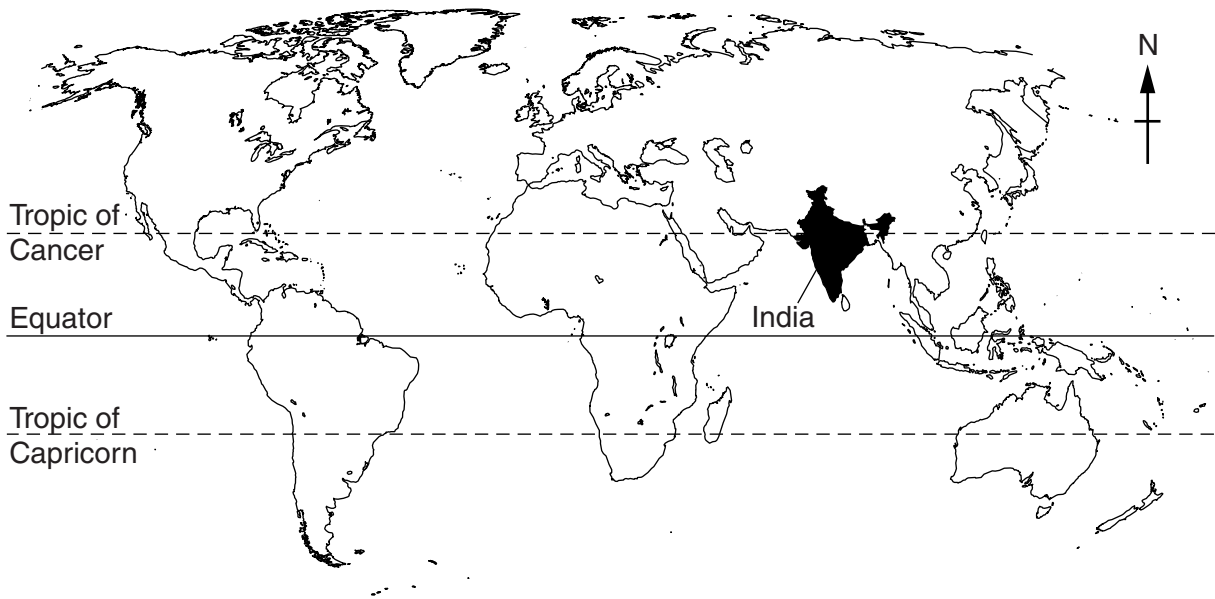 N
Tropic of
Cancer
Equator
India
Tropic of
Capricorn